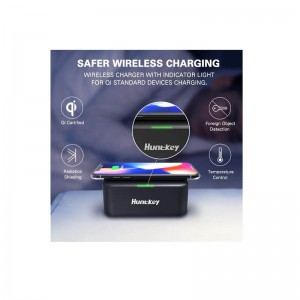 SAFER WIRELESS CHARGING
WIRELESS CHARGER WITH INDICATOR LIGHT
FOR QI STANDARD DEVICES CHARGING.
Qi Certified
Foreign Object
Detection
Huntkey
Radiation
Shielding
Temperature
Control
Huntkey